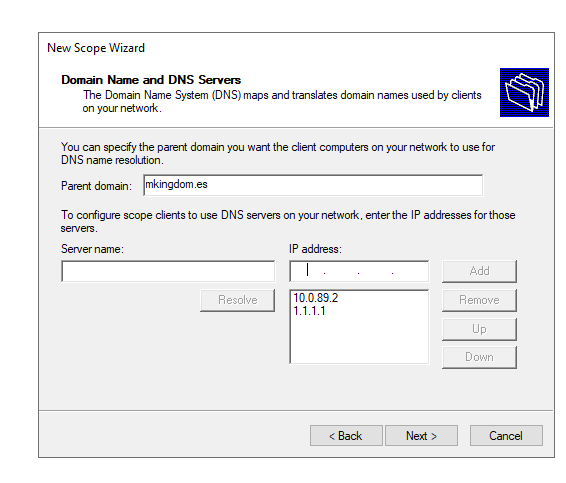 New Scope Wizard
Domain Name and DNS Servers
The Domain Name System (DNS) maps and translates domain names used by clients
on your network.
You can specify the parent domain you want the client computers on your network to use for
DNS name resolution.
Parent domain: mkingdom.es
To configure scope clients to use DNS servers on your network, enter the IP addresses for those
servers.
Server name: IP address:
. . . Add
Resolve 10.0.89.2 Remove
1.1.1.1
Up
Down
< Back Next > Cancel